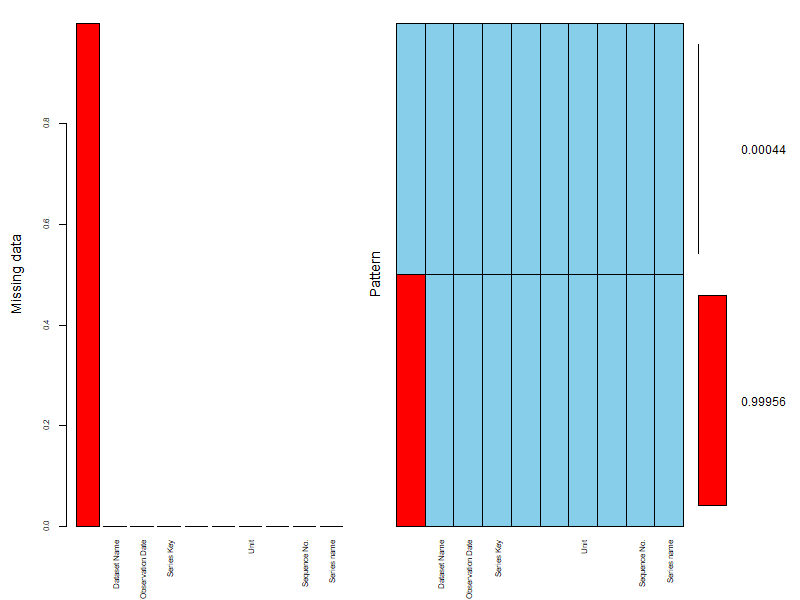 Missing data
0.0
0.2
0.4
0.6
0.8
Dataset Name
Observation Date
Series Key
Unit
Sequence No.
Series name
Pattern
Dataset Name
Observation Date
Series Key
Unit
Sequence No.
Series name
0.00044
0.99956